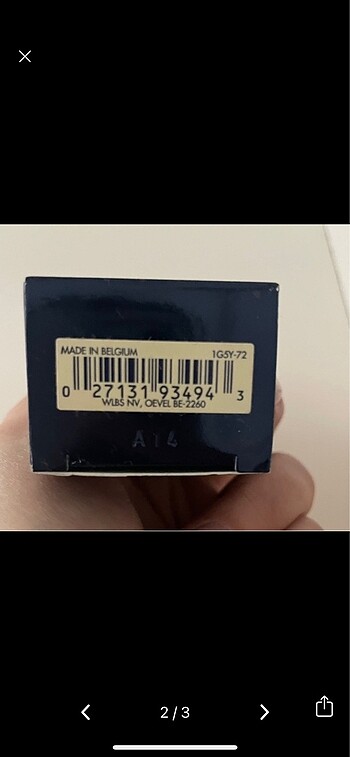 MADE IN BELGIUM 1G5Y-72
0 27131 93494 3
WLBS NV, OEVEL BE-2260
A14
2/3